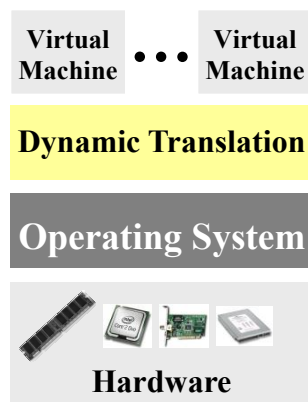 Virtual Machine
Virtual Machine
Dynamic Translation
Operating System
Hardware